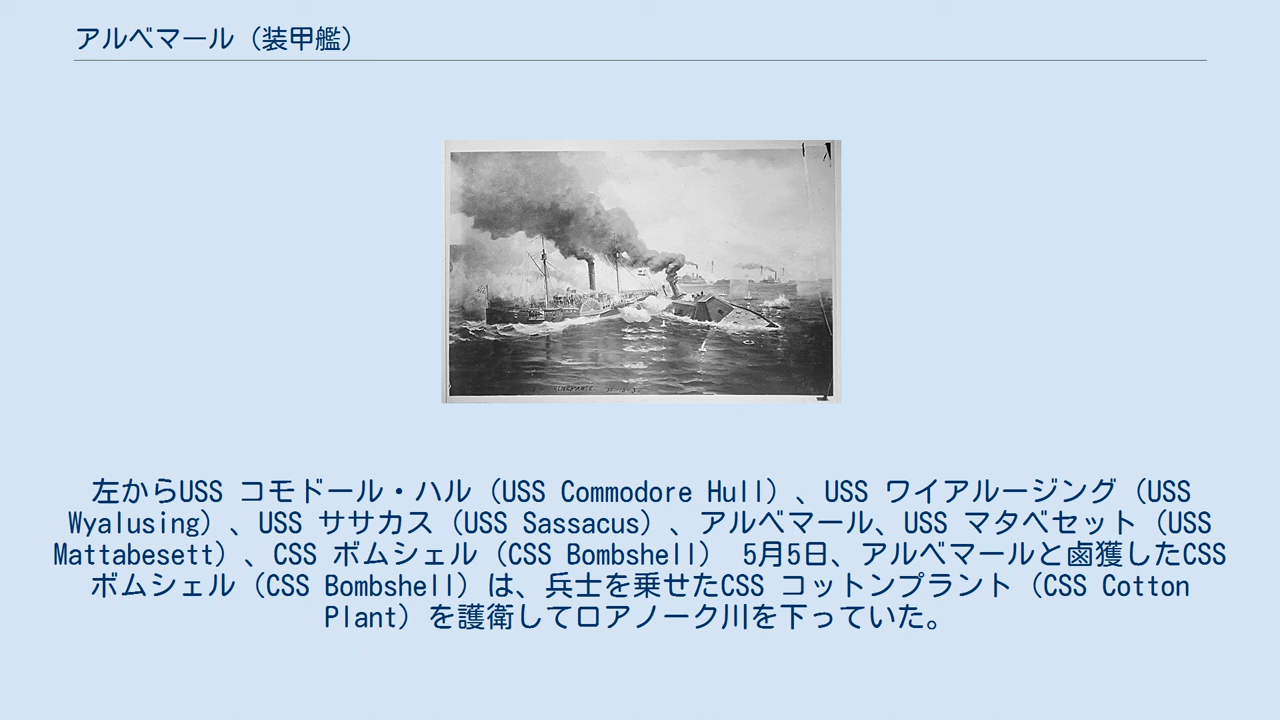 アルベマール（装甲艦）
左からUSS コモドール・ハル（USS Commodore Hull）、USS ワイアルージング（USS
Wyalusing）、USS ササカス（USS Sassacus）、アルベマール、USS マタベセット（USS
Mattabesett）、CSS ボムシェル（CSS Bombshell） 5月5日、アルベマールと鹵獲したCSS
ボムシェル（CSS Bombshell）は、兵士を乗せたCSS コットンプラント（CSS Cotton
Plant）を護衛してロアノーク川を下っていた。